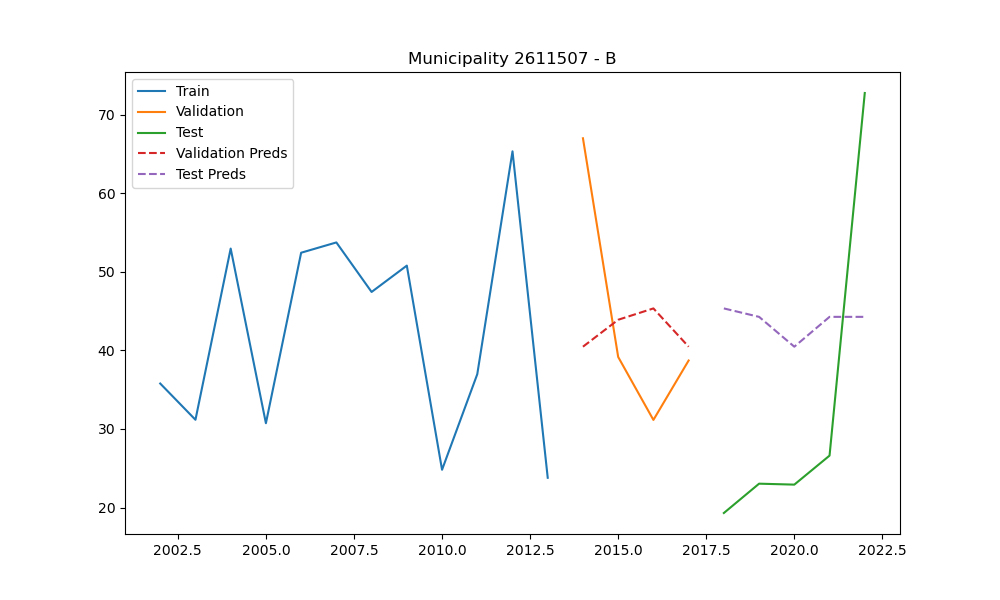 Municipality 2611507 - B
Train
Validation
Test
Validation Preds
Test Preds
70
60
50
40
30
20
2002.5 2005.0 2007.5 2010.0 2012.5 2015.0 2017.5 2020.0 2022.5